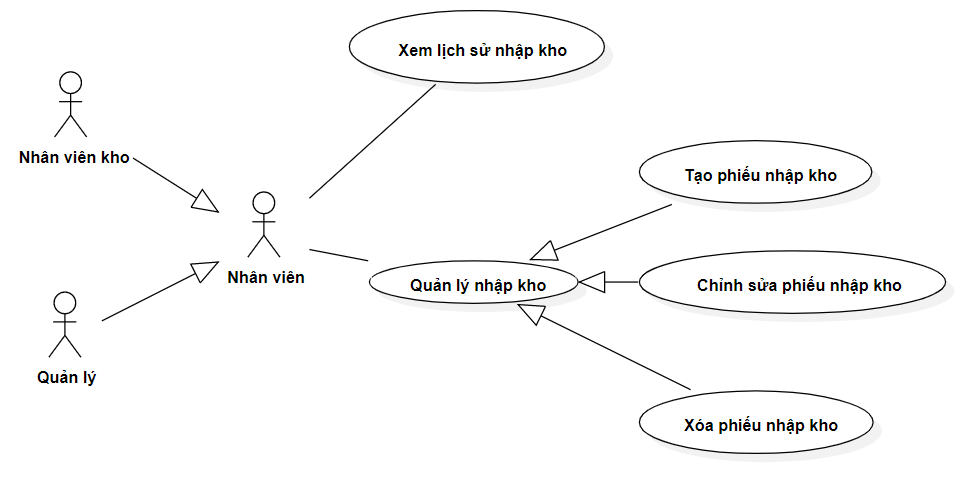 Xem lịch sử nhập kho
Nhân viên kho
Tạo phiếu nhập kho
Nhân viên
Quản lý nhập kho
Chỉnh sửa phiếu nhập kho
Quản lý
Xóa phiếu nhập kho